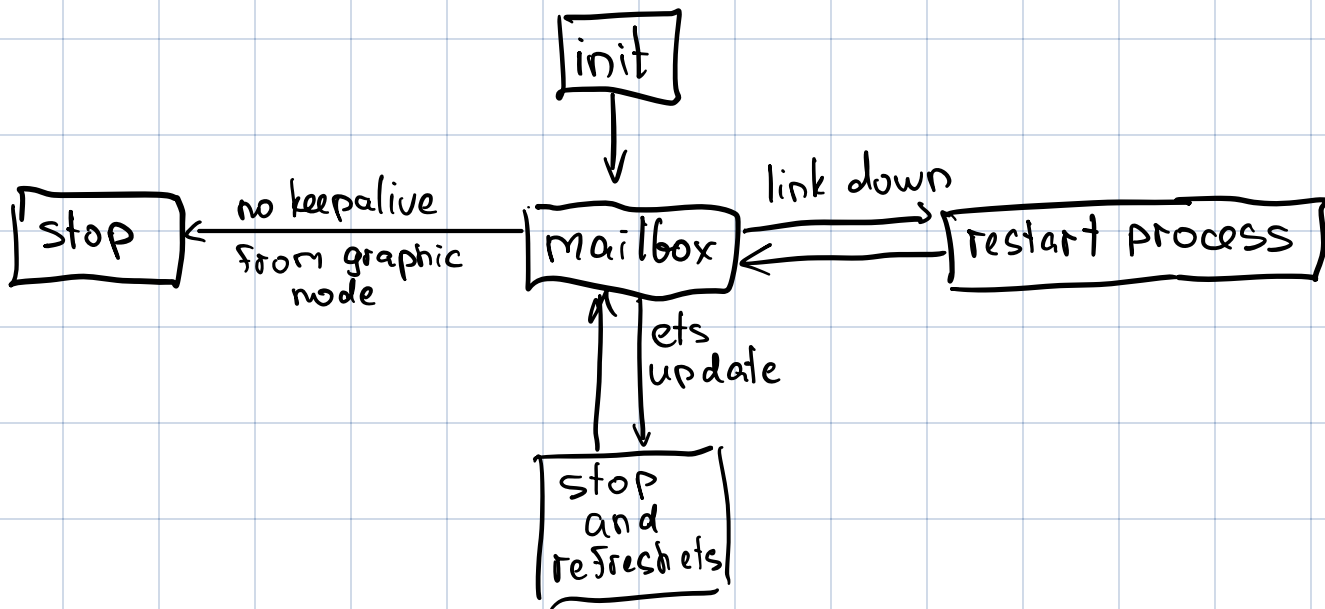 init
link down
no keepalive
stop
mailbox
restart process
from graphic
node
ets
update
stop
and
refresh ets